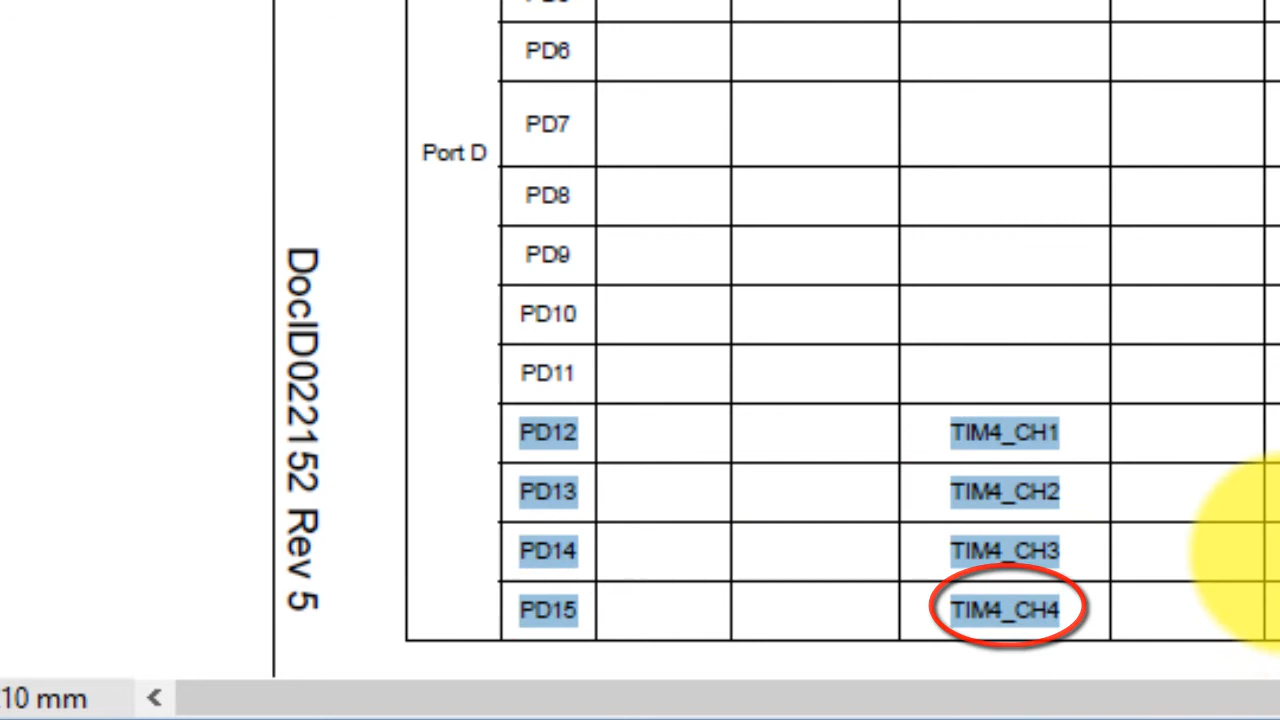 PD6
PD7
Port D
PD8
PD9
PD10
PD11
PD12 TIM4_CH1
PD13 TIM4_CH2
PD14 TIM4_CH3
PD15 TIM4_CH4
DocID022152 Rev 5
10 mm